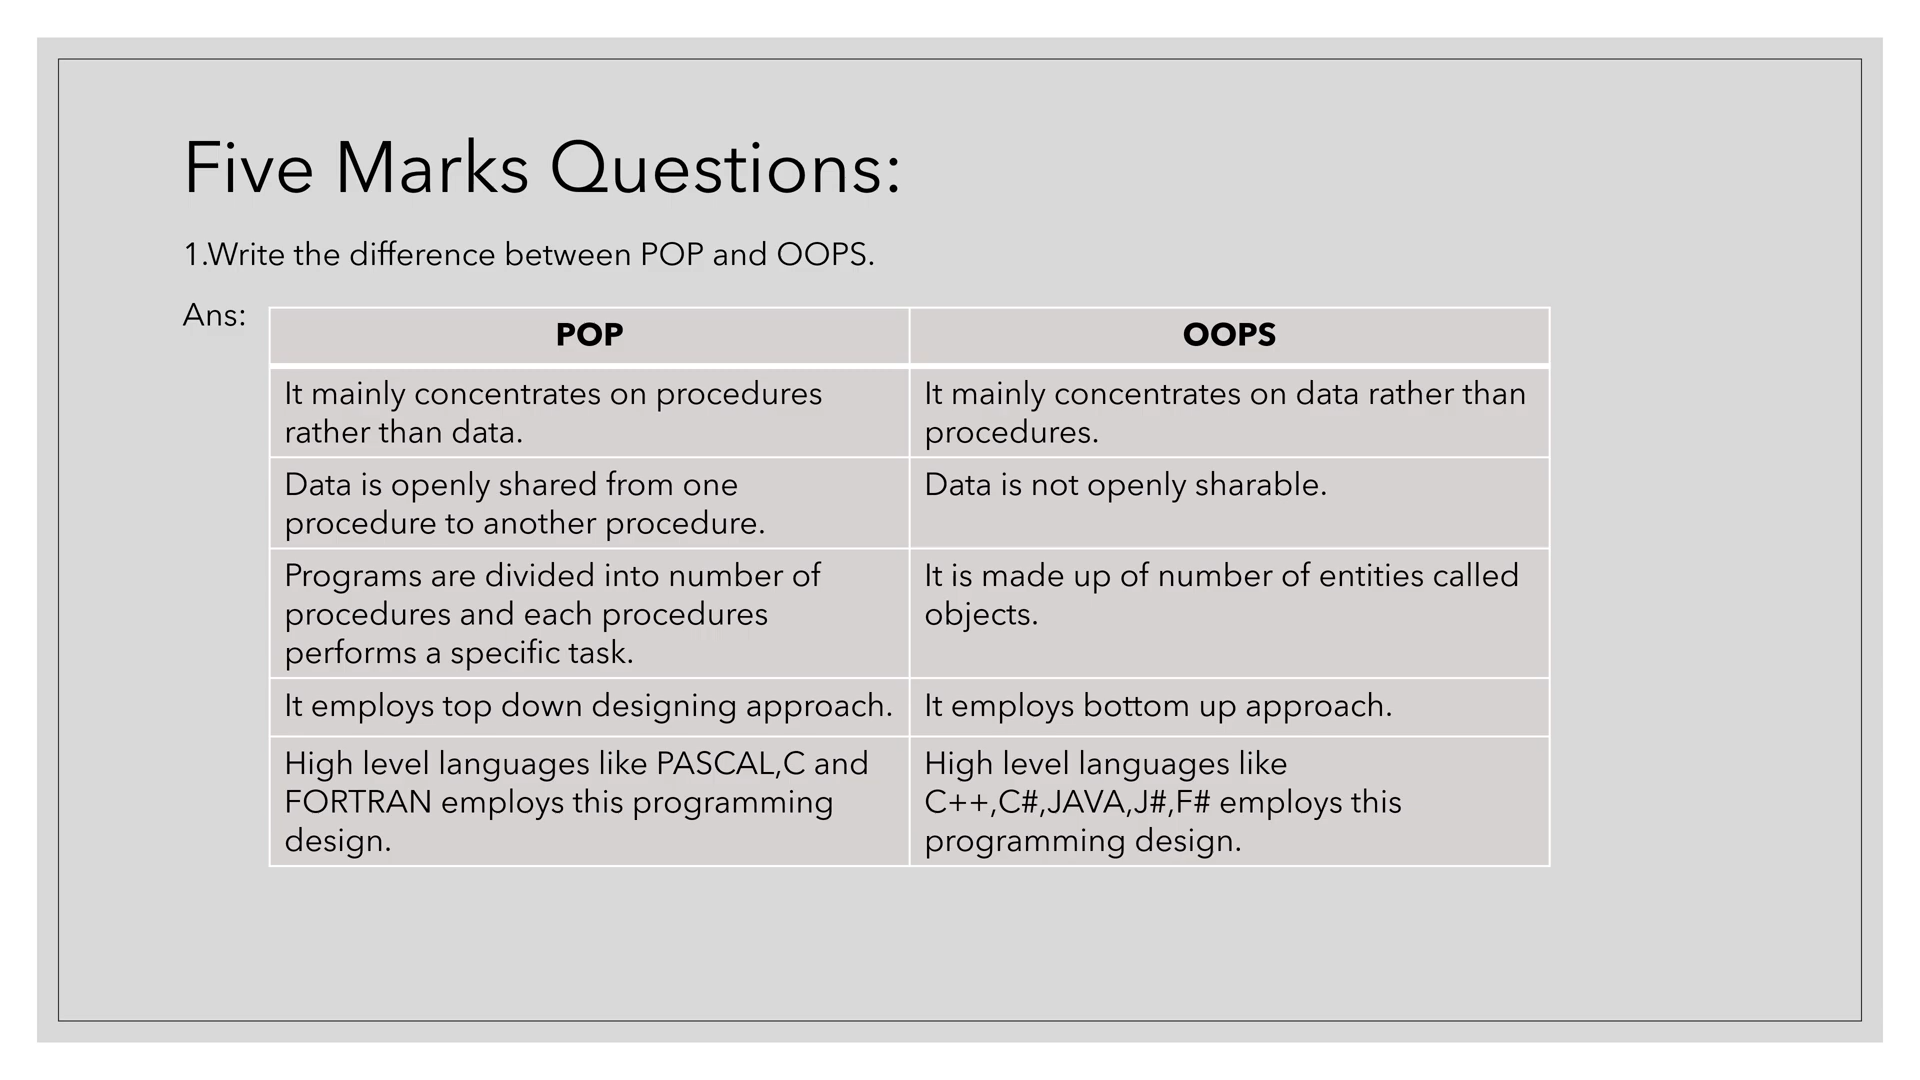 Five Marks Questions:
1.Write the difference between POP and OOPS.
Ans:
POP
OOPS
It mainly concentrates on procedures
rather than data.
It mainly concentrates on data rather than
procedures.
Data is openly shared from one
procedure to another procedure.
Data is not openly sharable.
Programs are divided into number of
procedures and each procedures
performs a specific task.
It is made up of number of entities called
objects.
It employs top down designing approach.
It employs bottom up approach.
High level languages like PASCAL,C and
FORTRAN employs this programming
design.
High level languages like
C++,C#,JAVA,J#,F# employs this
programming design.